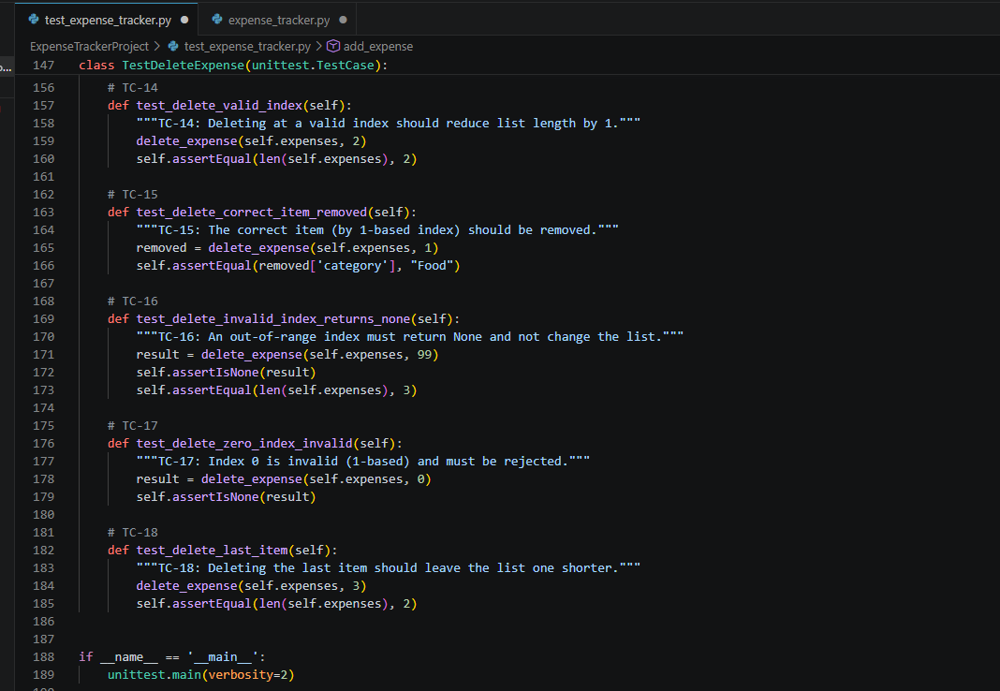 test_expense_tracker.py ● expense_tracker.py ●
ExpenseTrackerProject > test_expense_tracker.py > add_expense
147 class TestDeleteExpense(unittest.TestCase):
156     # TC-14
157     def test_delete_valid_index(self):
158         """TC-14: Deleting at a valid index should reduce list length by 1."""
159         delete_expense(self.expenses, 2)
160         self.assertEqual(len(self.expenses), 2)
161
162     # TC-15
163     def test_delete_correct_item_removed(self):
164         """TC-15: The correct item (by 1-based index) should be removed."""
165         removed = delete_expense(self.expenses, 1)
166         self.assertEqual(removed['category'], "Food")
167
168     # TC-16
169     def test_delete_invalid_index_returns_none(self):
170         """TC-16: An out-of-range index must return None and not change the list."""
171         result = delete_expense(self.expenses, 99)
172         self.assertIsNone(result)
173         self.assertEqual(len(self.expenses), 3)
174
175     # TC-17
176     def test_delete_zero_index_invalid(self):
177         """TC-17: Index 0 is invalid (1-based) and must be rejected."""
178         result = delete_expense(self.expenses, 0)
179         self.assertIsNone(result)
180
181     # TC-18
182     def test_delete_last_item(self):
183         """TC-18: Deleting the last item should leave the list one shorter."""
184         delete_expense(self.expenses, 3)
185         self.assertEqual(len(self.expenses), 2)
186
187
188 if __name__ == '__main__':
189     unittest.main(verbosity=2)